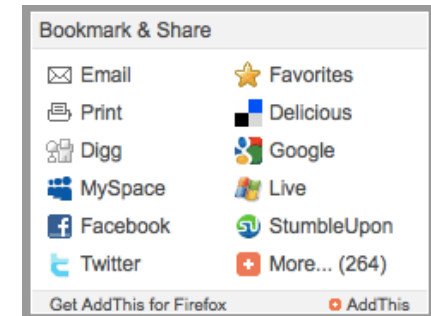 Bookmark & Share
Email Favorites
Print Delicious
Digg Google
MySpace Live
Facebook StumbleUpon
Twitter More... (264)
Get AddThis for Firefox AddThis